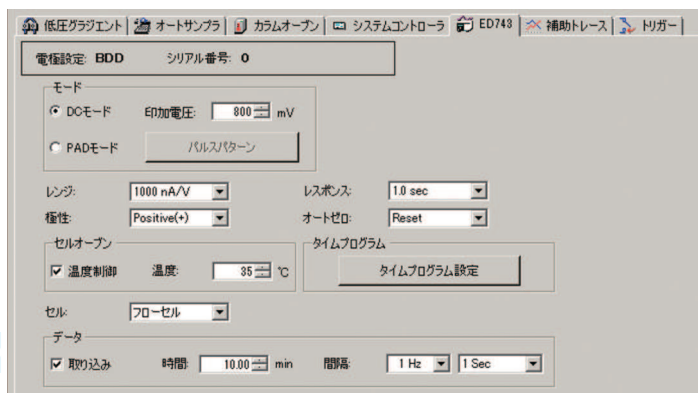 低圧グラジエント オートサンプラ カラムオーブン システムコントローラ ED743 補助トレース トリガー
電極設定: BDD シリアル番号: 0
モード
DCモード 印加電圧: 800 mV
PADモード パルスパターン
レンジ: 1000 nA/V レスポンス: 1.0 sec
極性: Positive(+) オートゼロ: Reset
セルオーブン タイムプログラム
温度制御 温度: 35 ℃ タイムプログラム設定
セル: フローセル
データ
取り込み 時間: 10.00 min 間隔: 1 Hz 1 Sec